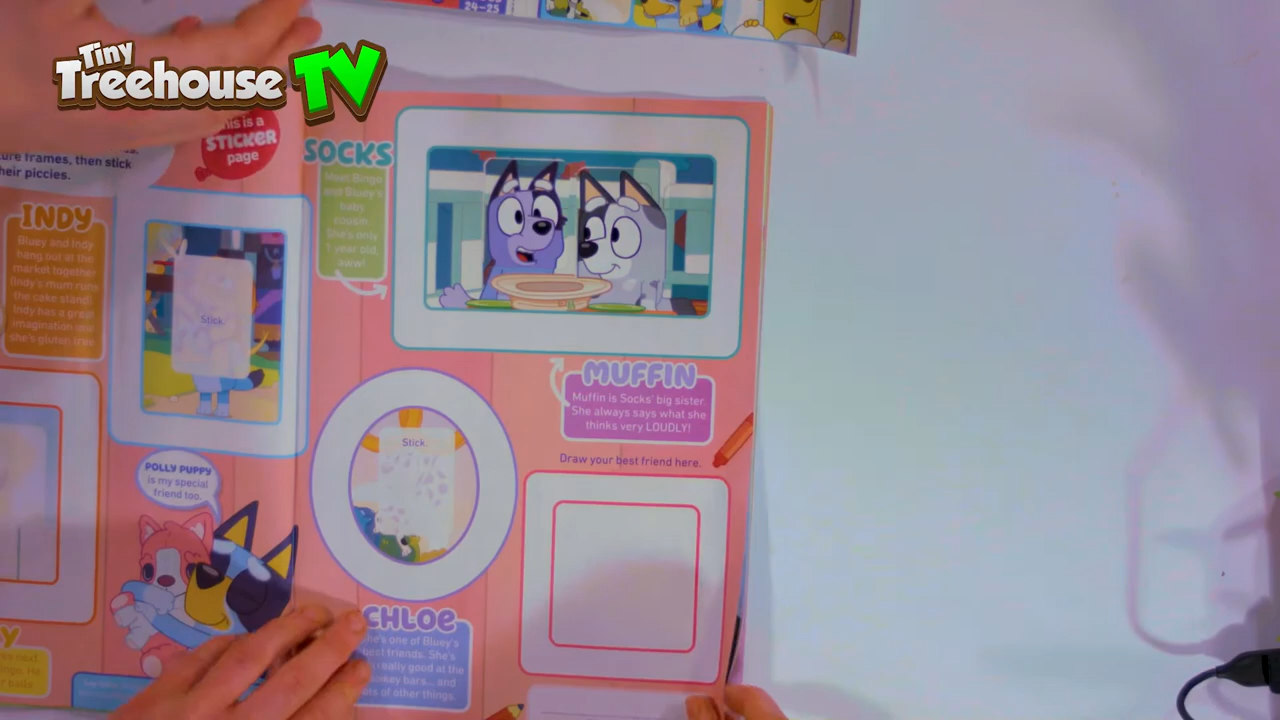 Tiny
Treehouse TV
24-25
This is a
STICKER
page
ure frames, then stick
heir piccies.
INDY
Bluey and Indy
hang out at the
market together.
Indy's mum runs
the cake stand!
Indy has a great
imagination and
she's gluten free.
Stick.
SOCKS
Meet Bingo
and Bluey's
baby
cousin.
She's only
1 year old,
aww!
MUFFIN
Muffin is Socks' big sister.
She always says what she
thinks very LOUDLY!
Draw your best friend here.
Stick.
POLLY PUPPY
is my special
friend too.
CHLOE
She's one of Bluey's
best friends. She's
really good at the
monkey bars... and
lots of other things.
Y